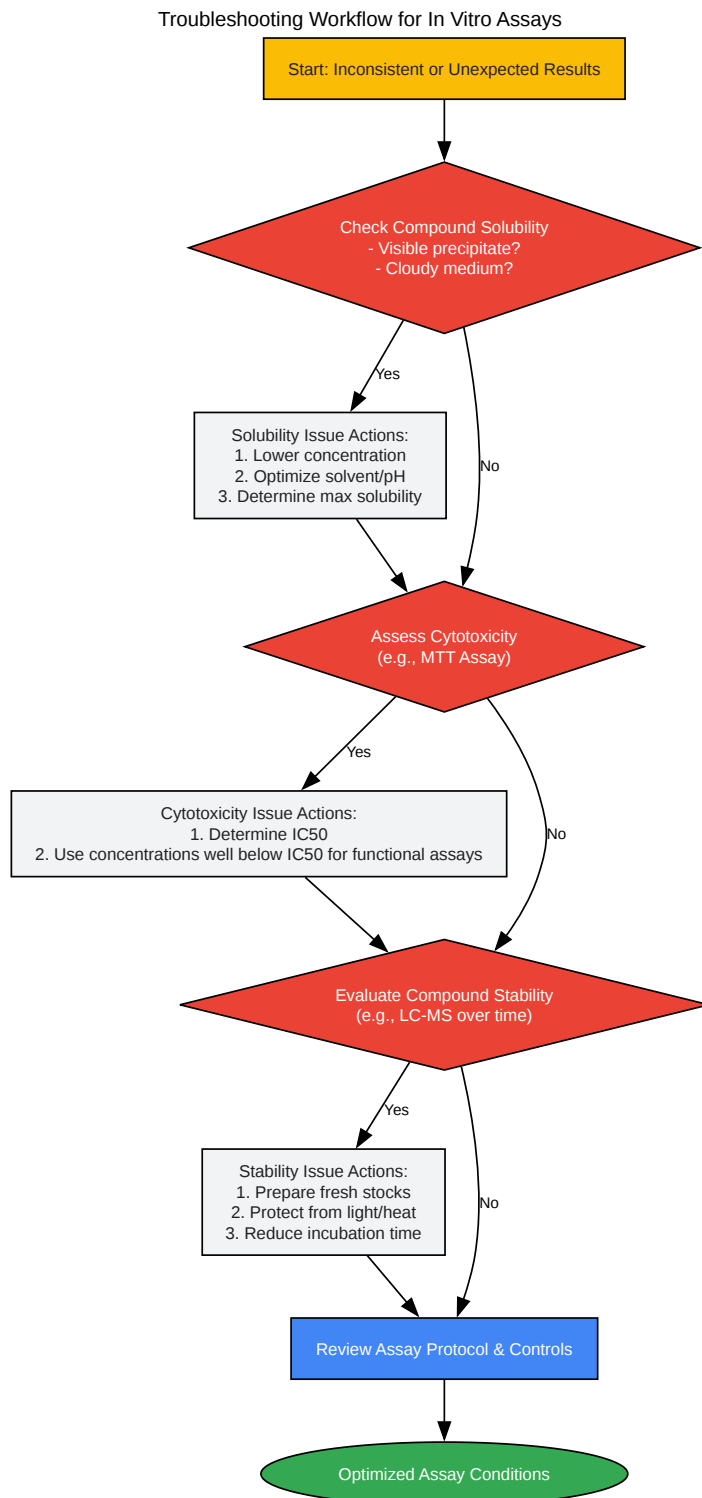 Troubleshooting Workflow for In Vitro Assays
Start: Inconsistent or Unexpected Results
Check Compound Solubility
- Visible precipitate?
- Cloudy medium?
Yes
No
Solubility Issue Actions:
1. Lower concentration
2. Optimize solvent/pH
3. Determine max solubility
Assess Cytotoxicity
(e.g., MTT Assay)
Yes
No
Cytotoxicity Issue Actions:
1. Determine IC50
2. Use concentrations well below IC50 for functional assays
Evaluate Compound Stability
(e.g., LC-MS over time)
Yes
No
Stability Issue Actions:
1. Prepare fresh stocks
2. Protect from light/heat
3. Reduce incubation time
Review Assay Protocol & Controls
Optimized Assay Conditions